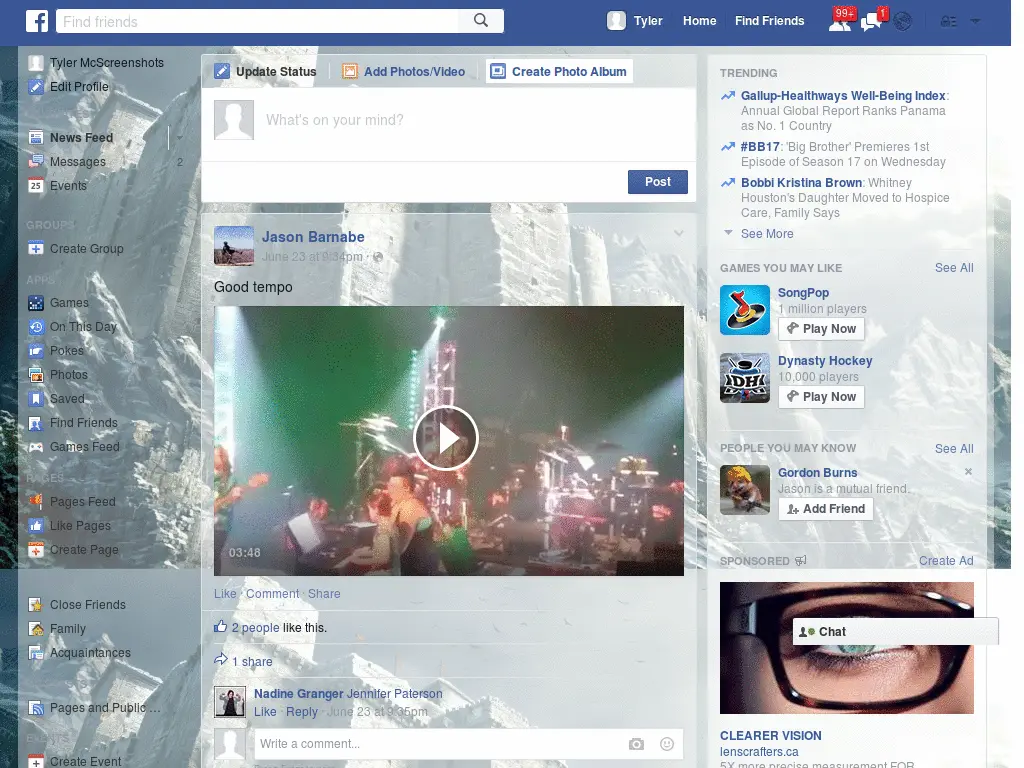 Find friends
Tyler
Home
Find Friends
99+
1
Tyler McScreenshots
Edit Profile
News Feed
Messages
2
25
Events
GROUPS
Create Group
APPS
Games
On This Day
Pokes
Photos
Saved
Find Friends
Games Feed
PAGES
Pages Feed
Like Pages
Create Page
Close Friends
Family
Acquaintances
Pages and Public ...
EVENTS
Create Event
Update Status
Add Photos/Video
Create Photo Album
What's on your mind?
Post
Jason Barnabe
June 23 at 9:34pm ·
Good tempo
03:48
Like · Comment · Share
2 people like this.
1 share
Nadine Granger Jennifer Paterson
Like · Reply · June 23 at 9:35pm
Write a comment...
TRENDING
Gallup-Healthways Well-Being Index:
Annual Global Report Ranks Panama
as No. 1 Country
#BB17: 'Big Brother' Premieres 1st
Episode of Season 17 on Wednesday
Bobbi Kristina Brown: Whitney
Houston's Daughter Moved to Hospice
Care, Family Says
See More
GAMES YOU MAY LIKE
See All
SongPop
1 million players
Play Now
DH
Dynasty Hockey
10,000 players
Play Now
PEOPLE YOU MAY KNOW
See All
Gordon Burns
Jason is a mutual friend.
Add Friend
SPONSORED
Create Ad
Chat
CLEARER VISION
lenscrafters.ca
5X more precise measurement FOR